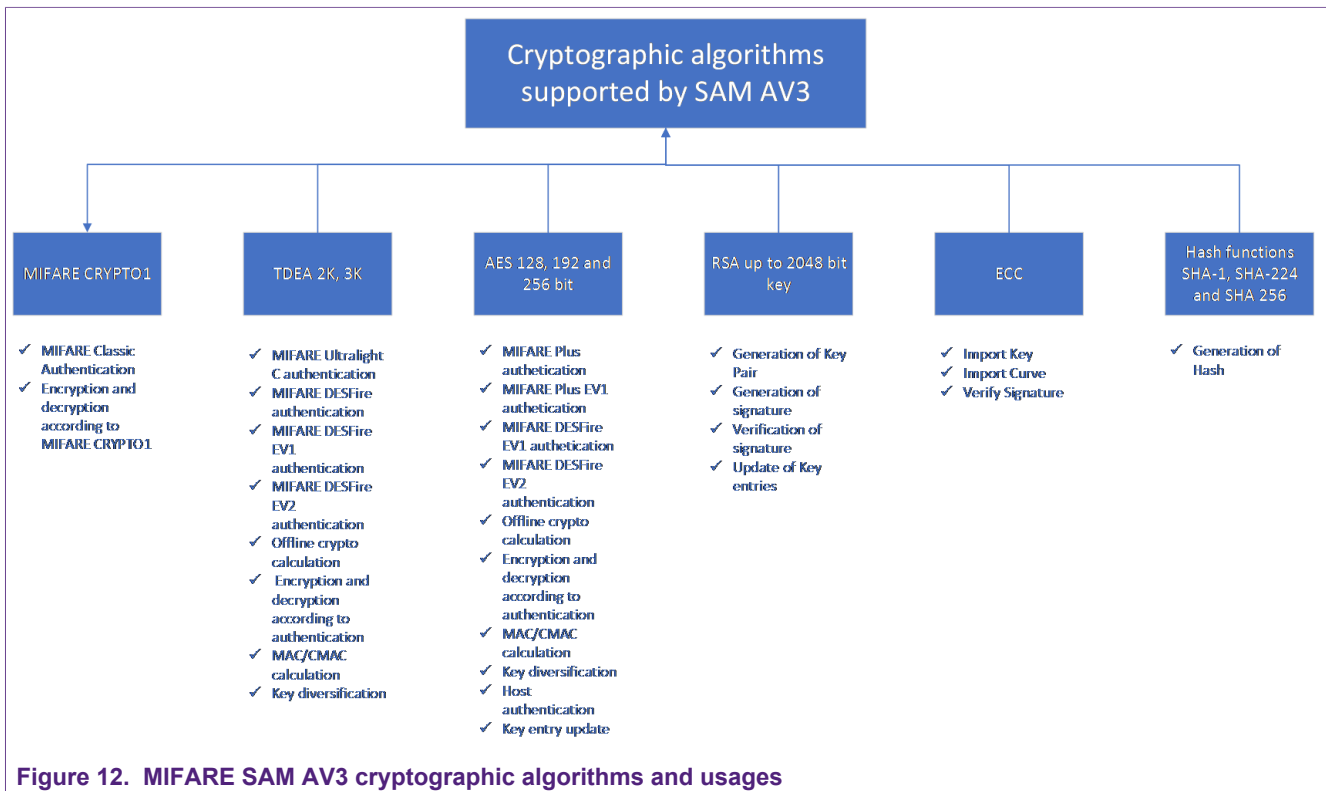 Cryptographic algorithms
supported by SAM AV3
MIFARE CRYPTO1
✓ MIFARE Classic
Authentication
✓ Encryption and
decryption
according to
MIFARE CRYPTO1
TDEA 2K, 3K
✓ MIFARE Ultralight
C authentication
✓ MIFARE DESFire
authentication
✓ MIFARE DESFire
EV1
authentication
✓ MIFARE DESFire
EV2
authentication
✓ Offline crypto
calculation
✓ Encryption and
decryption
according to
authentication
✓ MAC/CMAC
calculation
✓ Key diversification
AES 128, 192 and
256 bit
✓ MIFARE Plus
authetication
✓ MIFARE Plus EV1
authetication
✓ MIFARE DESFire
EV1 authetication
✓ MIFARE DESFire
EV2
authentication
✓ Offline crypto
calculation
✓ Encryption and
decryption
according to
authentication
✓ MAC/CMAC
calculation
✓ Key diversification
✓ Host
authentication
✓ Key entry update
RSA up to 2048 bit
key
✓ Generation of Key
Pair
✓ Generation of
signature
✓ Verification of
signature
✓ Update of Key
entries
ECC
✓ Import Key
✓ Import Curve
✓ Verify Signature
Hash functions
SHA-1, SHA-224
and SHA 256
✓ Generation of
Hash
Figure 12. MIFARE SAM AV3 cryptographic algorithms and usages